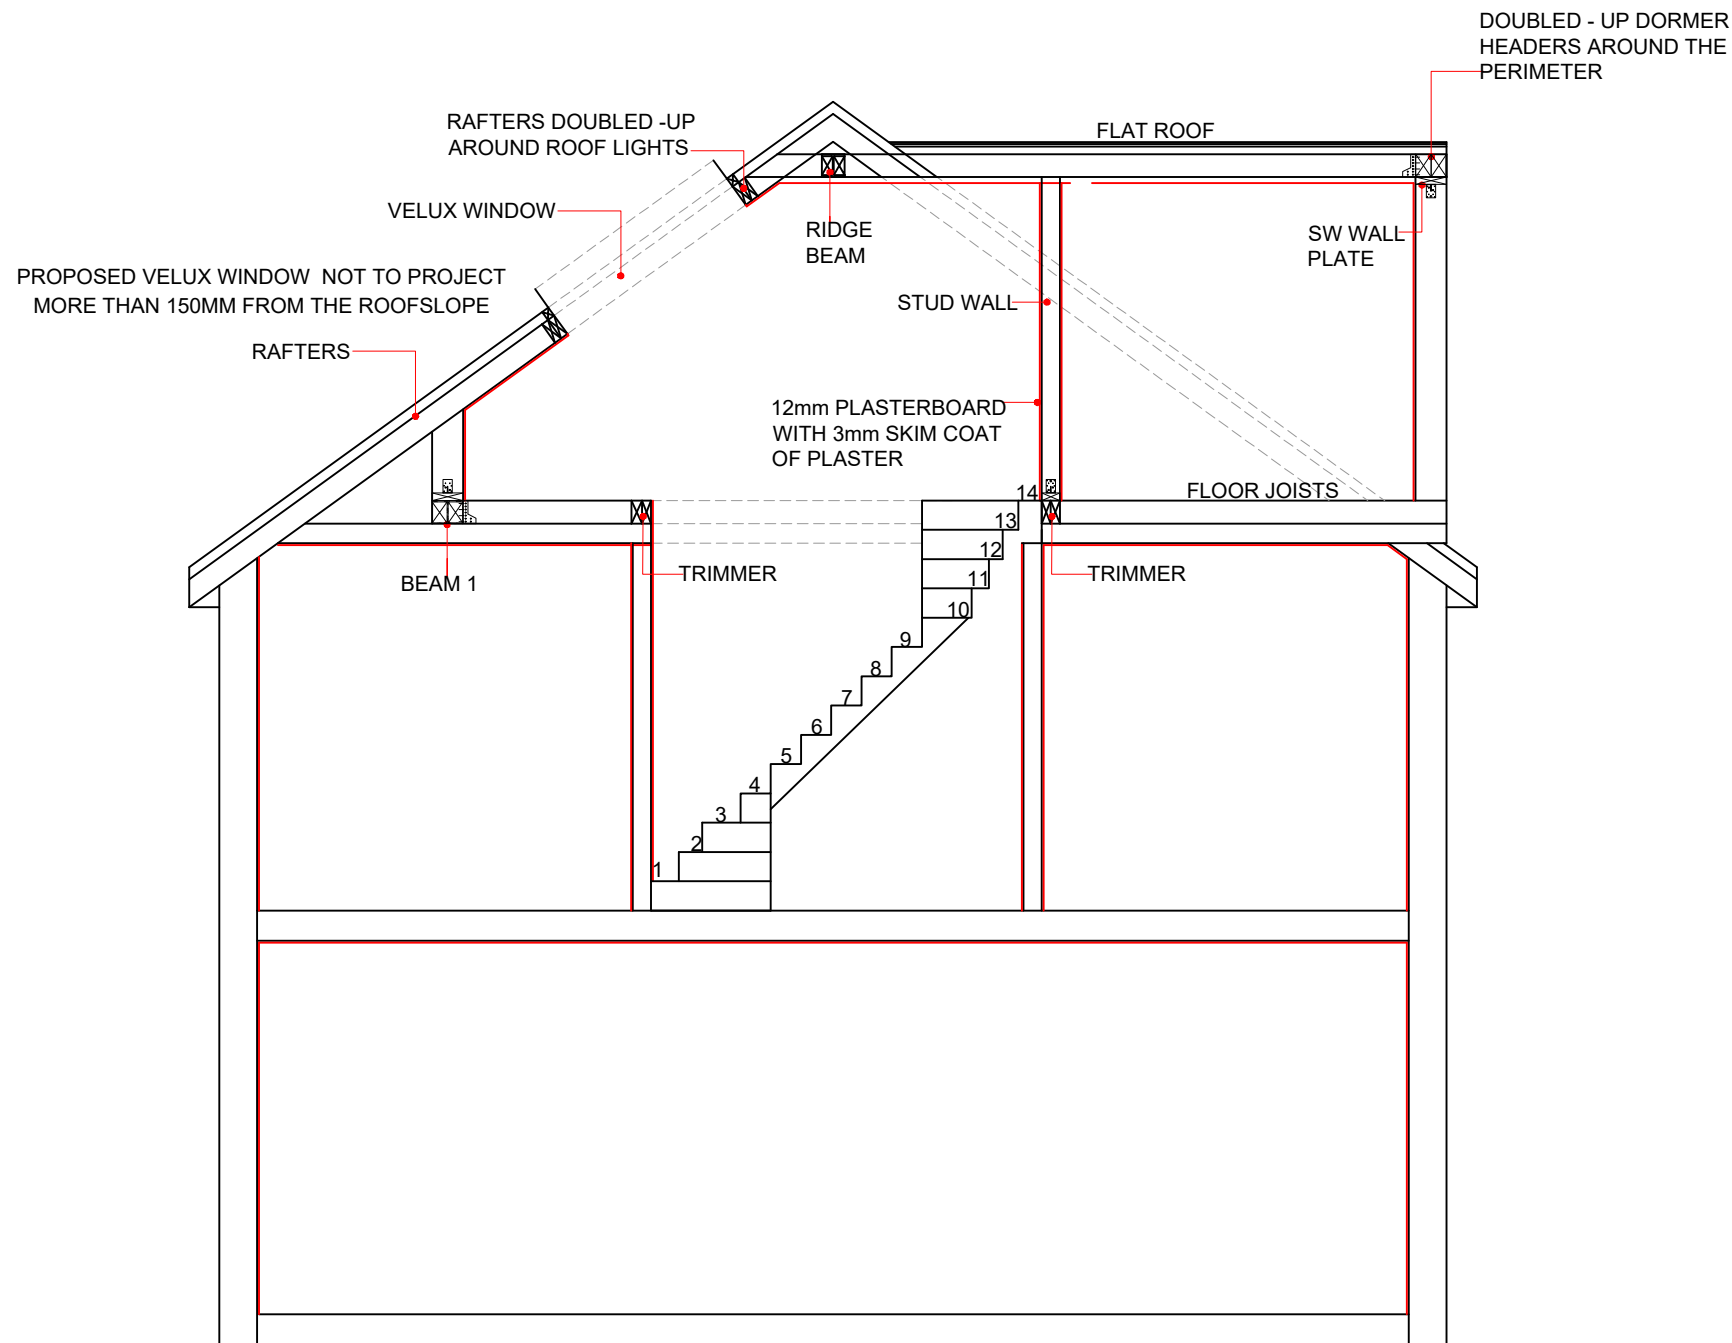 DOUBLED - UP DORMER
HEADERS AROUND THE
PERIMETER
RAFTERS DOUBLED -UP
AROUND ROOF LIGHTS
FLAT ROOF
VELUX WINDOW
RIDGE
BEAM
SW WALL
PLATE
PROPOSED VELUX WINDOW NOT TO PROJECT
MORE THAN 150MM FROM THE ROOFSLOPE
STUD WALL
RAFTERS
12mm PLASTERBOARD
WITH 3mm SKIM COAT
OF PLASTER
FLOOR JOISTS
14
13
12
11
10
9
8
7
6
5
4
3
2
1
BEAM 1
TRIMMER
TRIMMER